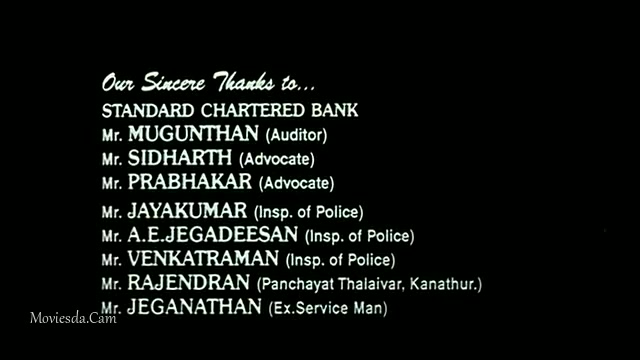 Our Sincere Thanks to...
STANDARD CHARTERED BANK
Mr. MUGUNTHAN (Auditor)
Mr. SIDHARTH (Advocate)
Mr. PRABHAKAR (Advocate)
Mr. JAYAKUMAR (Insp. of Police)
Mr. A.E.JEGADEESAN (Insp. of Police)
Mr. VENKATRAMAN (Insp. of Police)
Mr. RAJENDRAN (Panchayat Thalaivar, Kanathur.)
Mr. JEGANATHAN (Ex.Service Man)
Moviesda.Cam